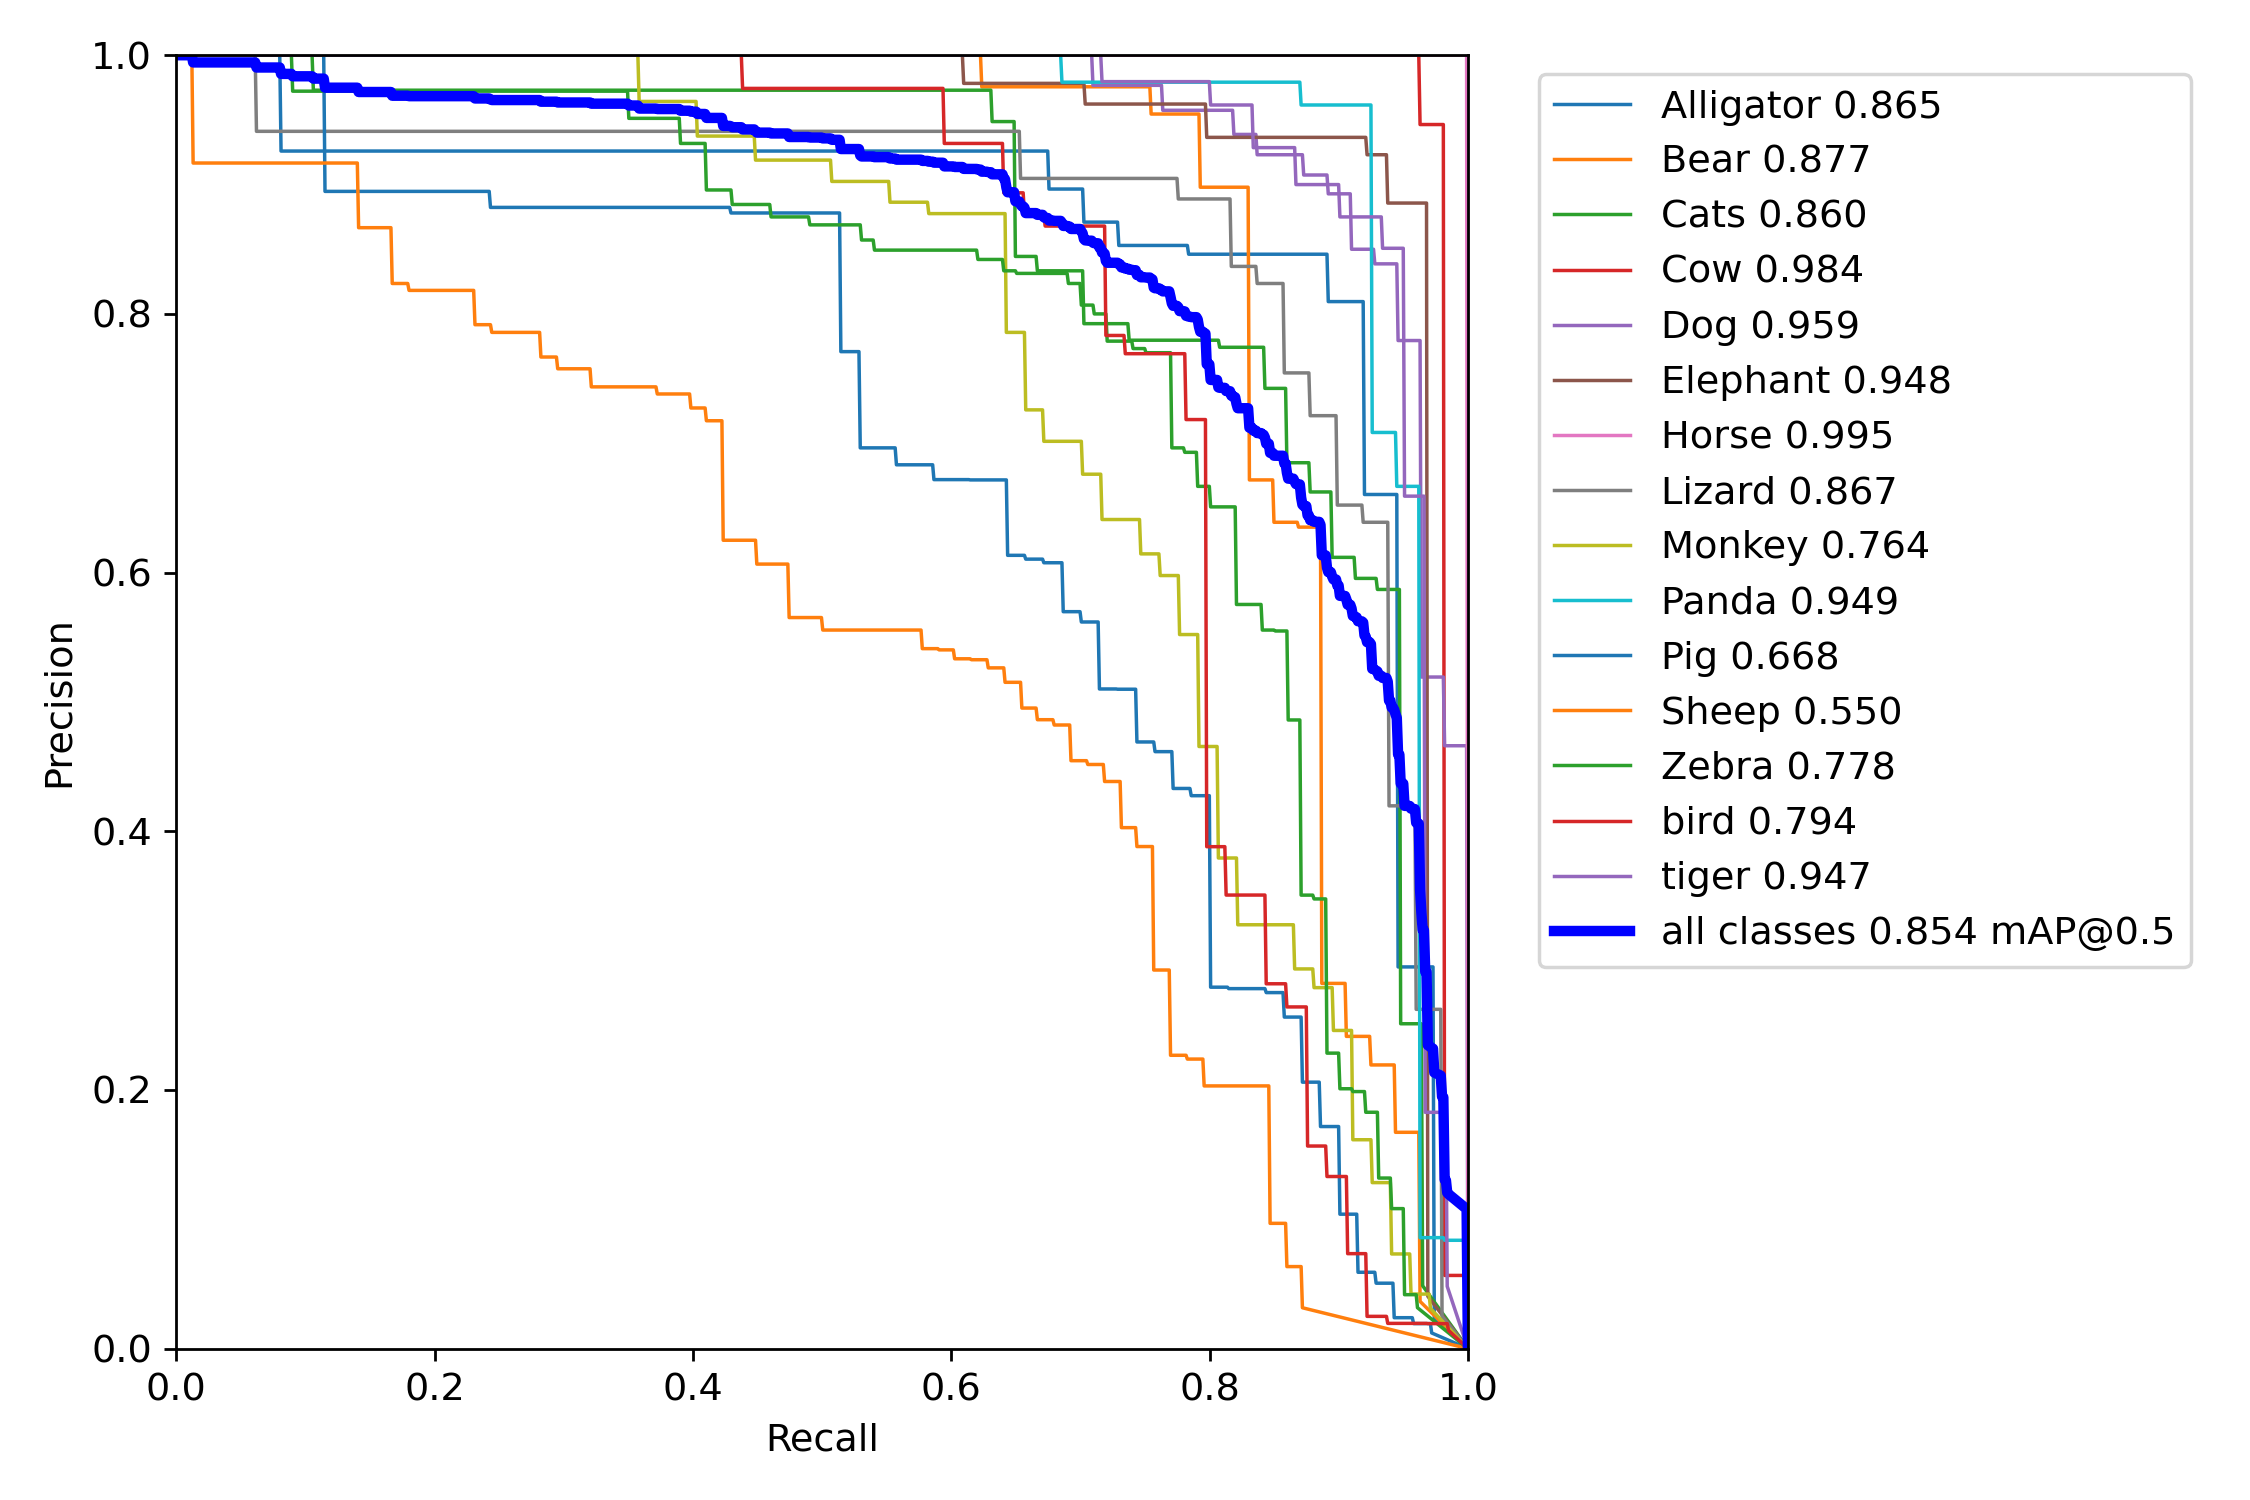 1.0
0.8
0.6
0.4
0.2
0.0
Precision
0.0 0.2 0.4 0.6 0.8 1.0
Recall
Alligator 0.865
Bear 0.877
Cats 0.860
Cow 0.984
Dog 0.959
Elephant 0.948
Horse 0.995
Lizard 0.867
Monkey 0.764
Panda 0.949
Pig 0.668
Sheep 0.550
Zebra 0.778
bird 0.794
tiger 0.947
all classes 0.854 mAP@0.5